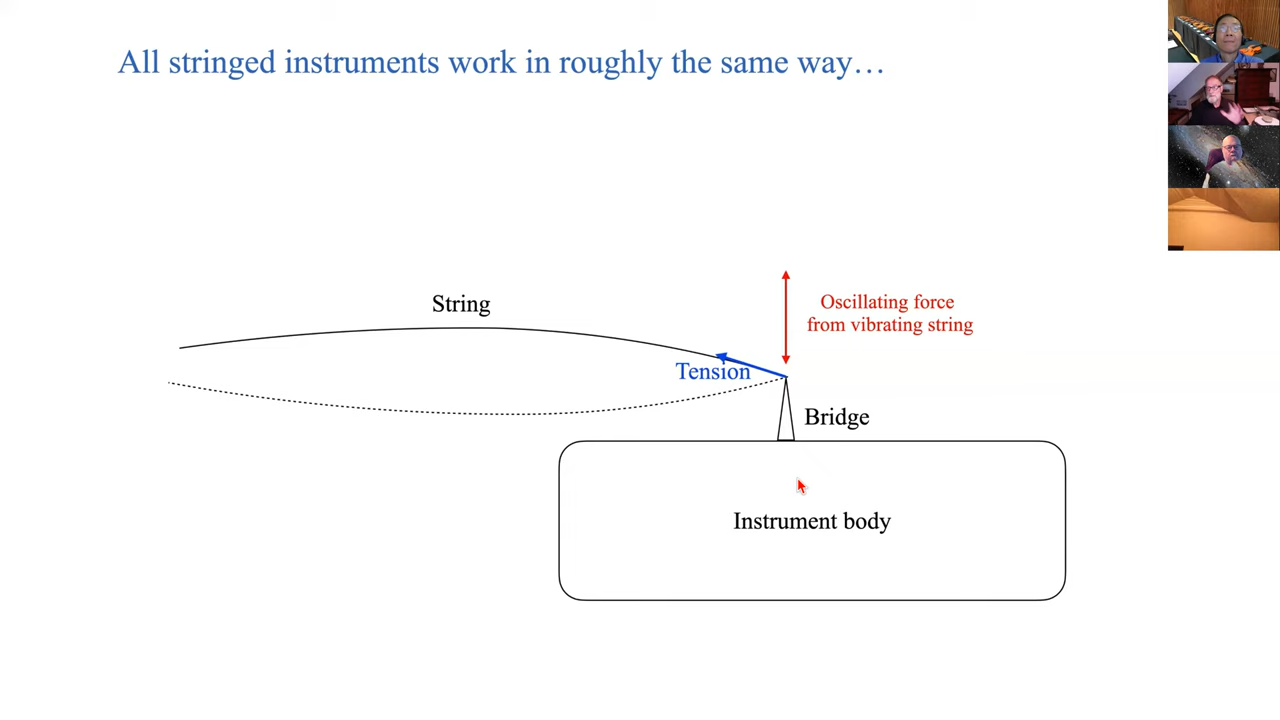 All stringed instruments work in roughly the same way…
String
Oscillating force
from vibrating string
Tension
Bridge
Instrument body